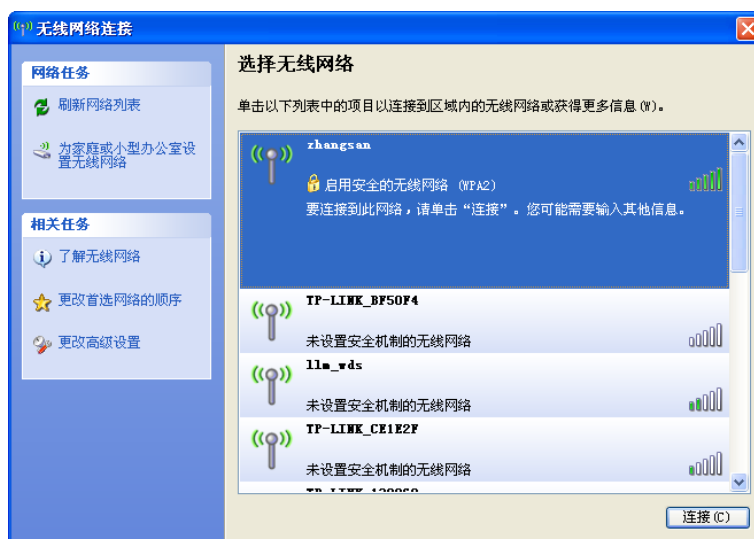 无线网络连接
网络任务
刷新网络列表
为家庭或小型办公室设
置无线网络
相关任务
了解无线网络
更改首选网络的顺序
更改高级设置
选择无线网络
单击以下列表中的项目以连接到区域内的无线网络或获得更多信息(W)。
zhangsan
启用安全的无线网络 (WPA2)
要连接到此网络，请单击“连接”。您可能需要输入其他信息。
TP-LINK_BF50F4
未设置安全机制的无线网络
llm_wds
未设置安全机制的无线网络
TP-LINK_CE1E2F
未设置安全机制的无线网络
连接(C)